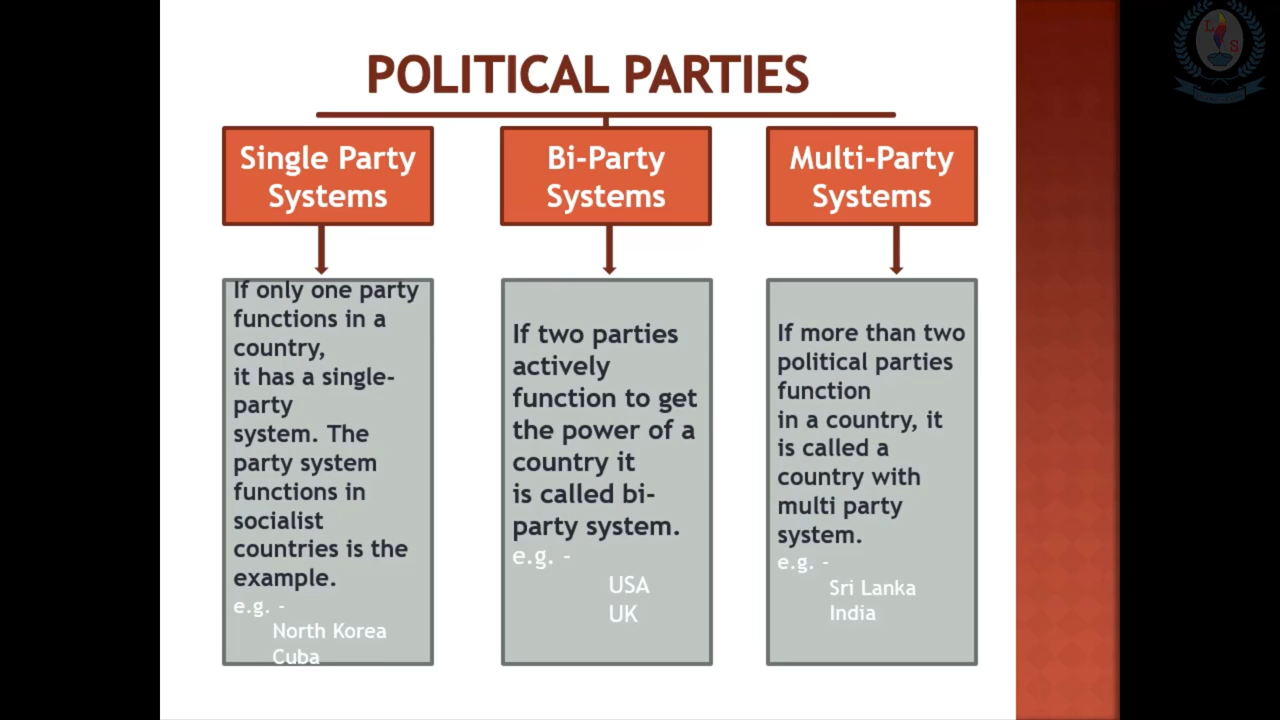 POLITICAL PARTIES
Single Party
Systems
If only one party
functions in a
country,
it has a single-
party
system. The
party system
functions in
socialist
countries is the
example.
e.g. -
North Korea
Cuba
Bi-Party
Systems
If two parties
actively
function to get
the power of a
country it
is called bi-
party system.
e.g. -
USA
UK
Multi-Party
Systems
If more than two
political parties
function
in a country, it
is called a
country with
multi party
system.
e.g. -
Sri Lanka
India
L
S